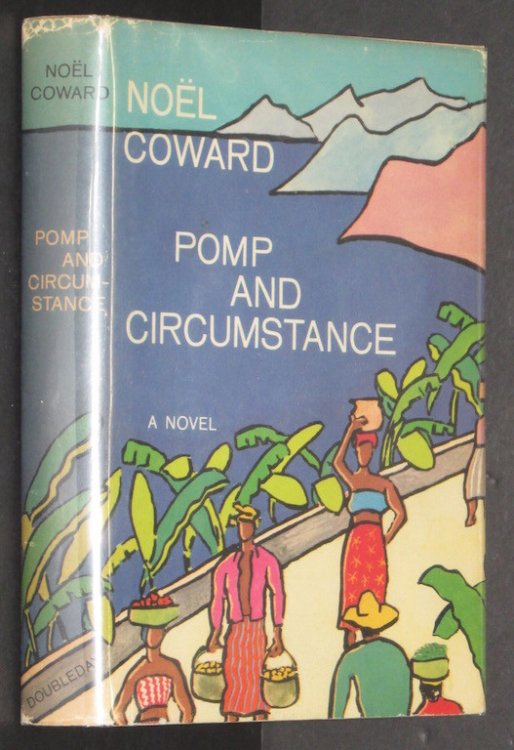 NOËL
COWARD
POMP
AND
CIRCUM-
STANCE
DOUBLEDAY
NOËL
COWARD
POMP
AND
CIRCUMSTANCE
A NOVEL